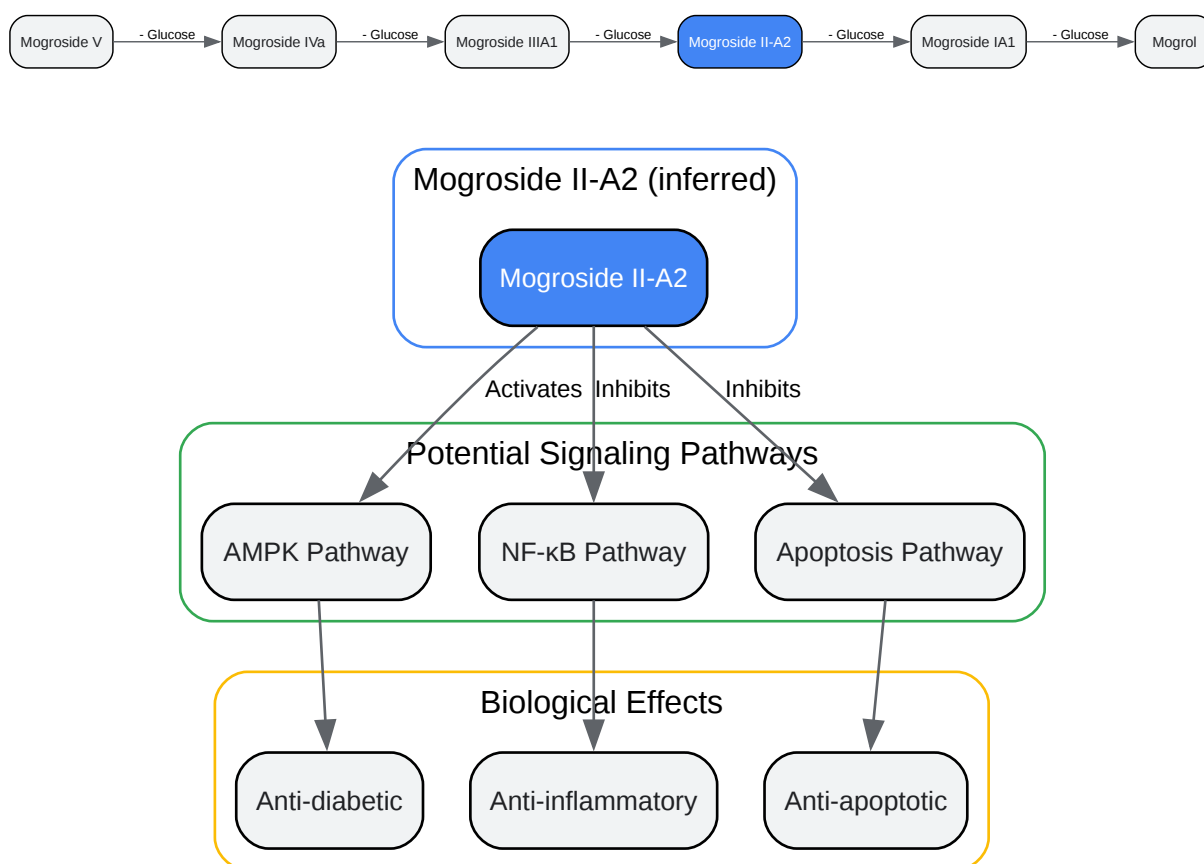 Mogroside V
- Glucose
Mogroside IVa
- Glucose
Mogroside IIIA1
- Glucose
Mogroside II-A2
- Glucose
Mogroside IA1
- Glucose
Mogrol
Mogroside II-A2 (inferred)
Mogroside II-A2
Activates
Inhibits
Inhibits
Potential Signaling Pathways
AMPK Pathway
NF-κB Pathway
Apoptosis Pathway
Biological Effects
Anti-diabetic
Anti-inflammatory
Anti-apoptotic